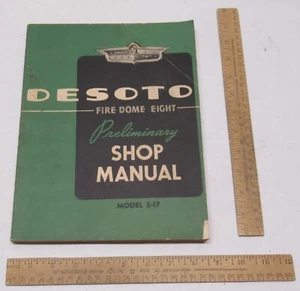 DESOTO
FIRE DOME EIGHT
Preliminary
SHOP
MANUAL
MODEL S-17